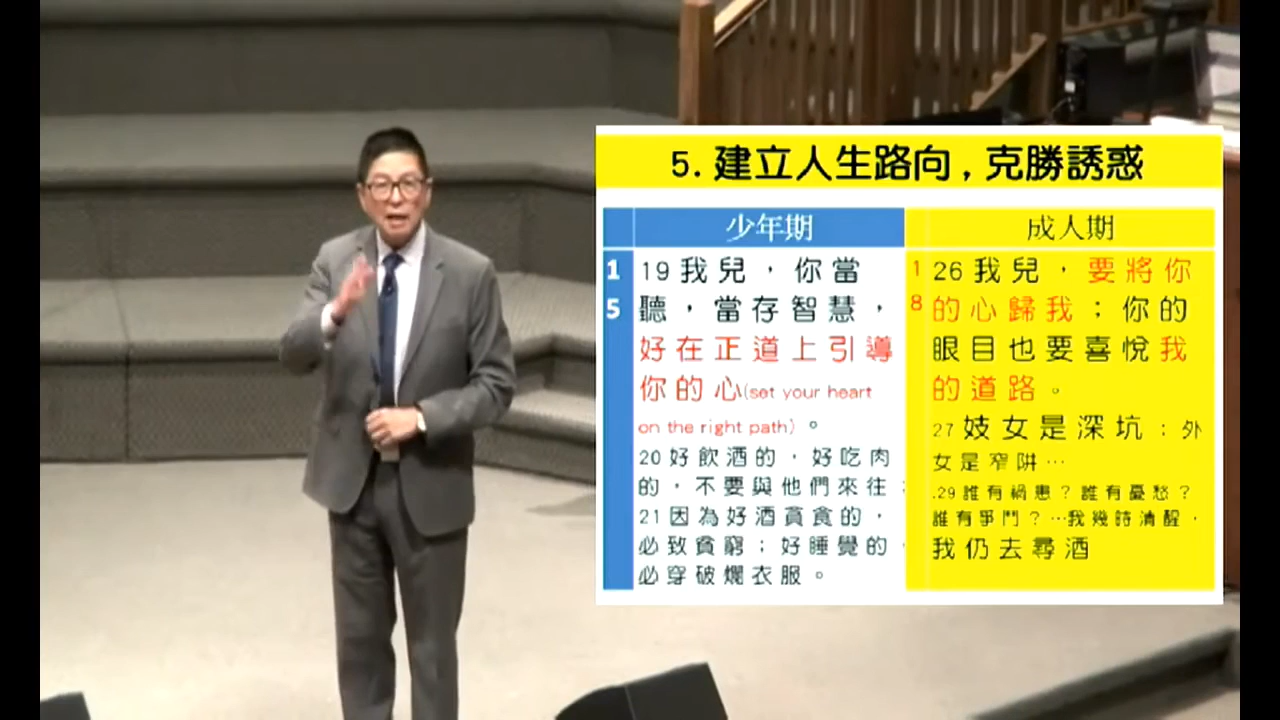 5. 建立人生路向，克勝誘惑
少年期
成人期
15
19 我兒，你當
聽，當存智慧，
好在正道上引導
你的心(set your heart
on the right path)。
20 好飲酒的，好吃肉
的，不要與他們來往；
21 因為好酒貪食的，
必致貧窮；好睡覺的，
必穿破爛衣服。
18
26 我兒，要將你
的心歸我；你的
眼目也要喜悅我
的道路。
27 妓女是深坑；外
女是窄阱…
.29 誰有禍患？誰有憂愁？
誰有爭鬥？…我幾時清醒，
我仍去尋酒